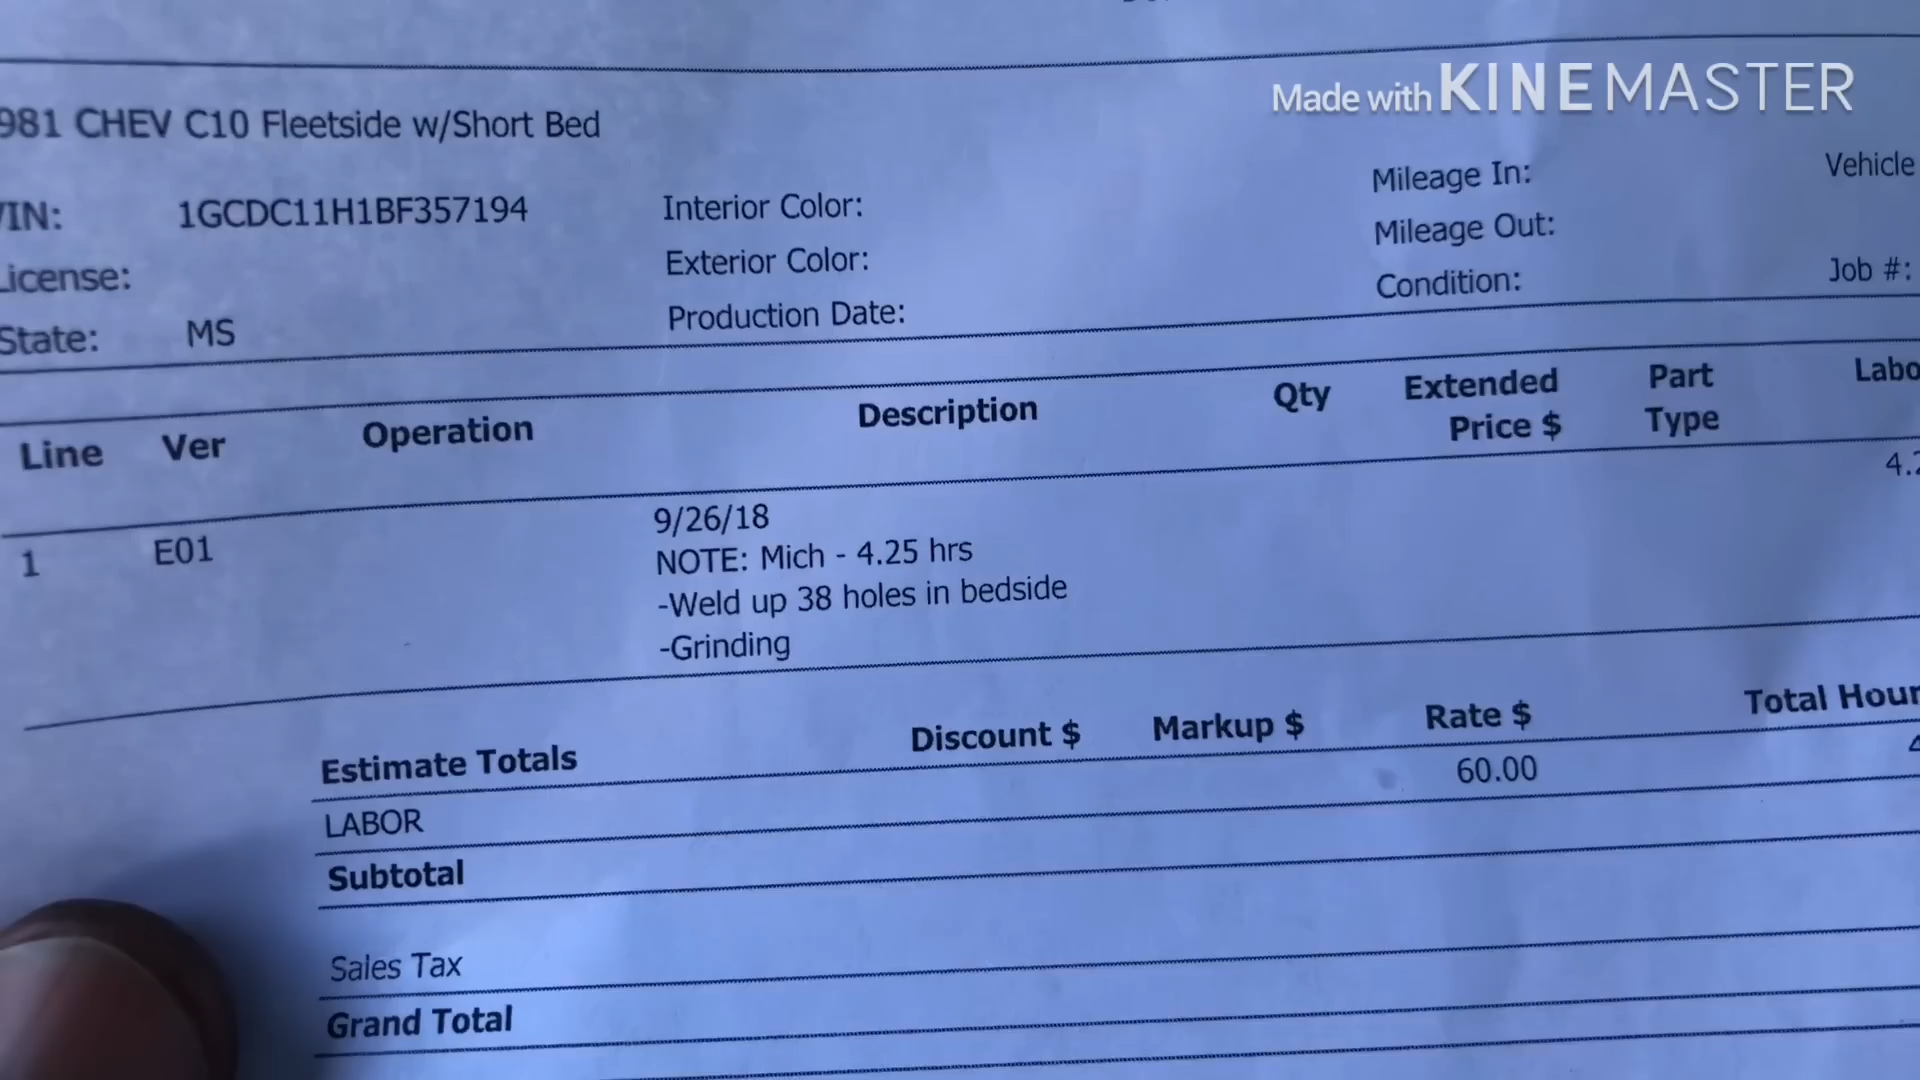 Made with KINEMASTER
981 CHEV C10 Fleetside w/Short Bed
VIN: 1GCDC11H1BF357194 Interior Color: Mileage In: Vehicle
License: Exterior Color: Mileage Out:
State: MS Production Date: Condition: Job #:
Line Ver Operation Description Qty Extended Price $ Part Type Labo
1 E01 9/26/18 4.2
NOTE: Mich - 4.25 hrs
-Weld up 38 holes in bedside
-Grinding
Estimate Totals Discount $ Markup $ Rate $ Total Hour
LABOR 60.00
Subtotal
Sales Tax
Grand Total